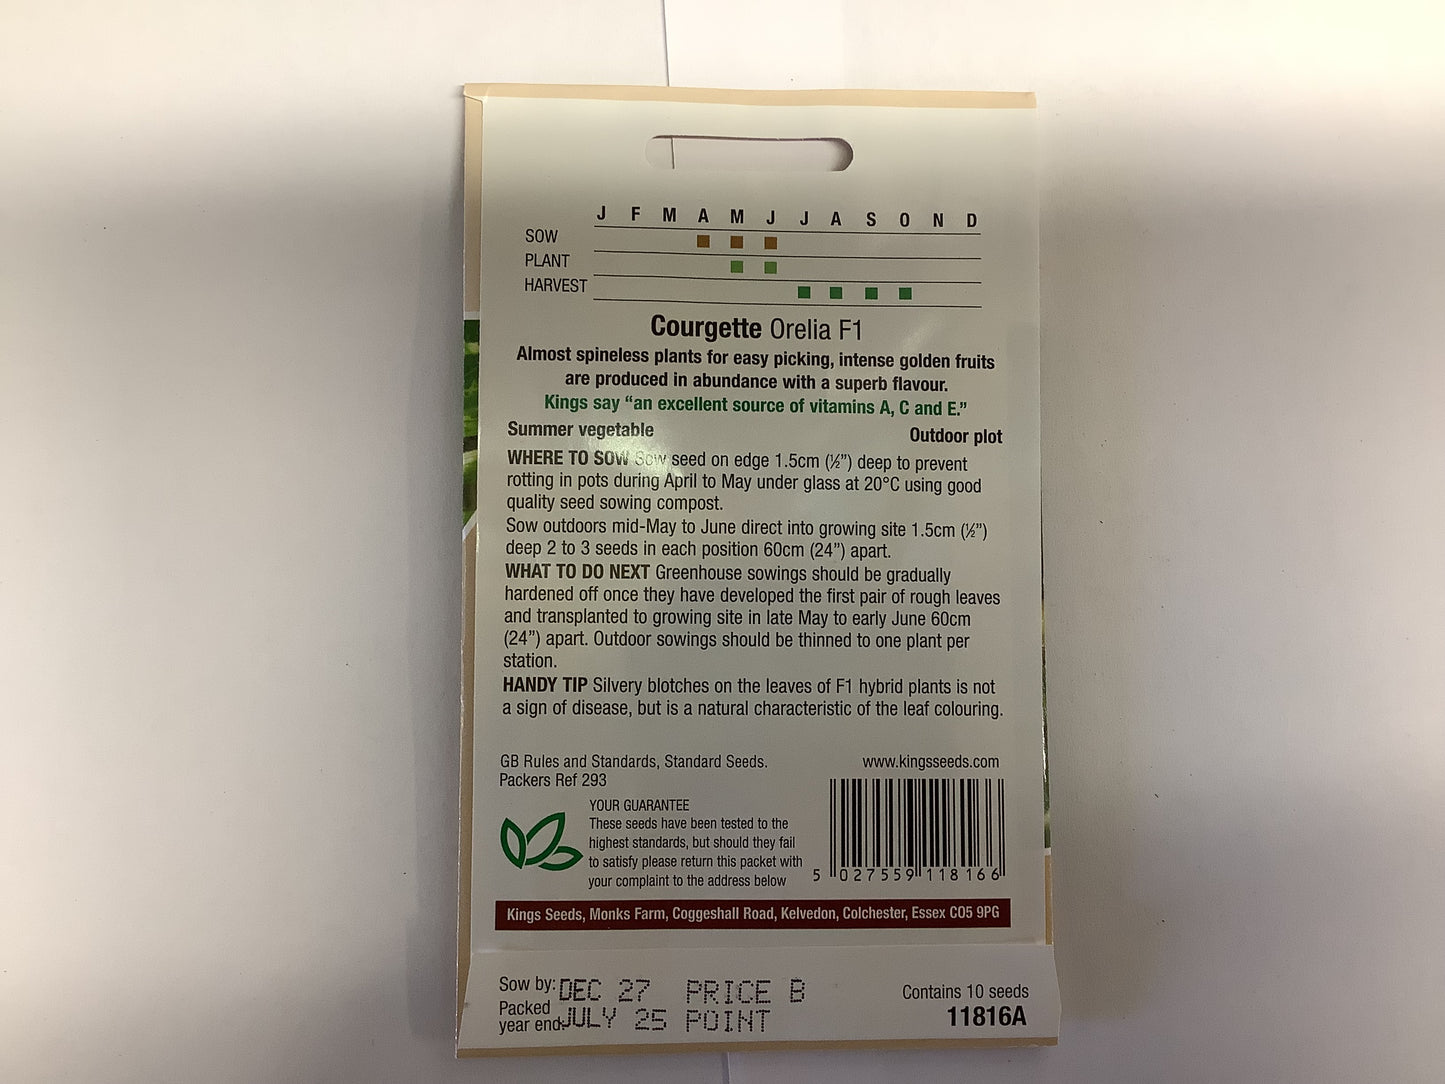 J F M A M J J A S O N D
SOW
PLANT
HARVEST
Courgette Orelia F1
Almost spineless plants for easy picking, intense golden fruits
are produced in abundance with a superb flavour.
Kings say “an excellent source of vitamins A, C and E.”
Summer vegetable
Outdoor plot
WHERE TO SOW Sow seed on edge 1.5cm (½”) deep to prevent
rotting in pots during April to May under glass at 20°C using good
quality seed sowing compost.
Sow outdoors mid-May to June direct into growing site 1.5cm (½”)
deep 2 to 3 seeds in each position 60cm (24”) apart.
WHAT TO DO NEXT Greenhouse sowings should be gradually
hardened off once they have developed the first pair of rough leaves
and transplanted to growing site in late May to early June 60cm
(24”) apart. Outdoor sowings should be thinned to one plant per
station.
HANDY TIP Silvery blotches on the leaves of F1 hybrid plants is not
a sign of disease, but is a natural characteristic of the leaf colouring.
GB Rules and Standards, Standard Seeds.
Packers Ref 293
www.kingsseeds.com
YOUR GUARANTEE
These seeds have been tested to the
highest standards, but should they fail
to satisfy please return this packet with
your complaint to the address below
5 027559 118166
Kings Seeds, Monks Farm, Coggeshall Road, Kelvedon, Colchester, Essex CO5 9PG
Sow by: DEC 27 PRICE B
Packed
year end: JULY 25 POINT
Contains 10 seeds
11816A